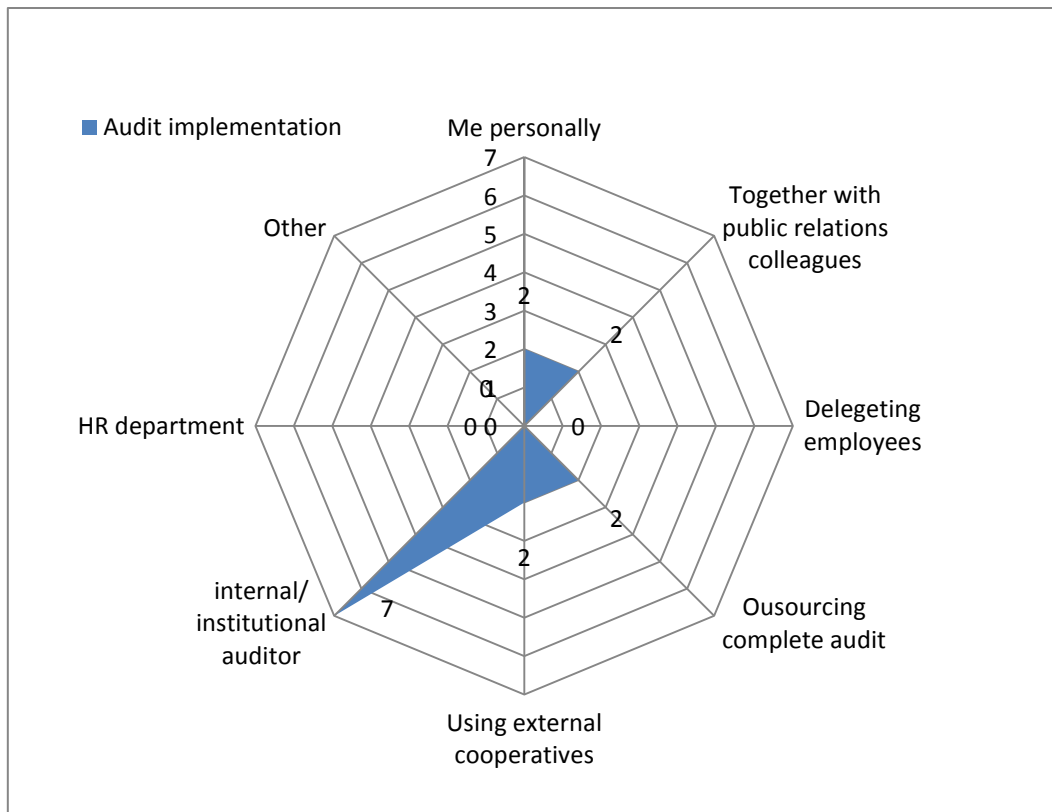 Audit implementation
Me personally
7
6
5
4
3
2
1
0
Together with
public relations
colleagues
Delegeting
employees
Ousourcing
complete audit
Using external
cooperatives
internal/
institutional
auditor
HR department
Other
2
2
0
2
2
7
0
0